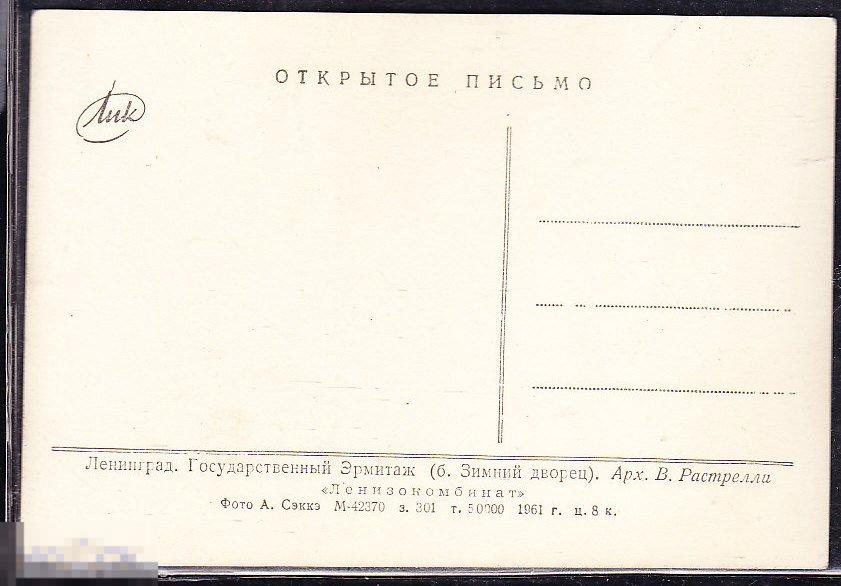 ОТКРЫТОЕ ПИСЬМО
Лик
Ленинград. Государственный Эрмитаж (б. Зимний дворец). Арх. В. Растрелли
«Ленизокомбинат»
Фото А. Сэккэ М-42370 з. 301 т. 50000 1961 г. ц. 8 к.